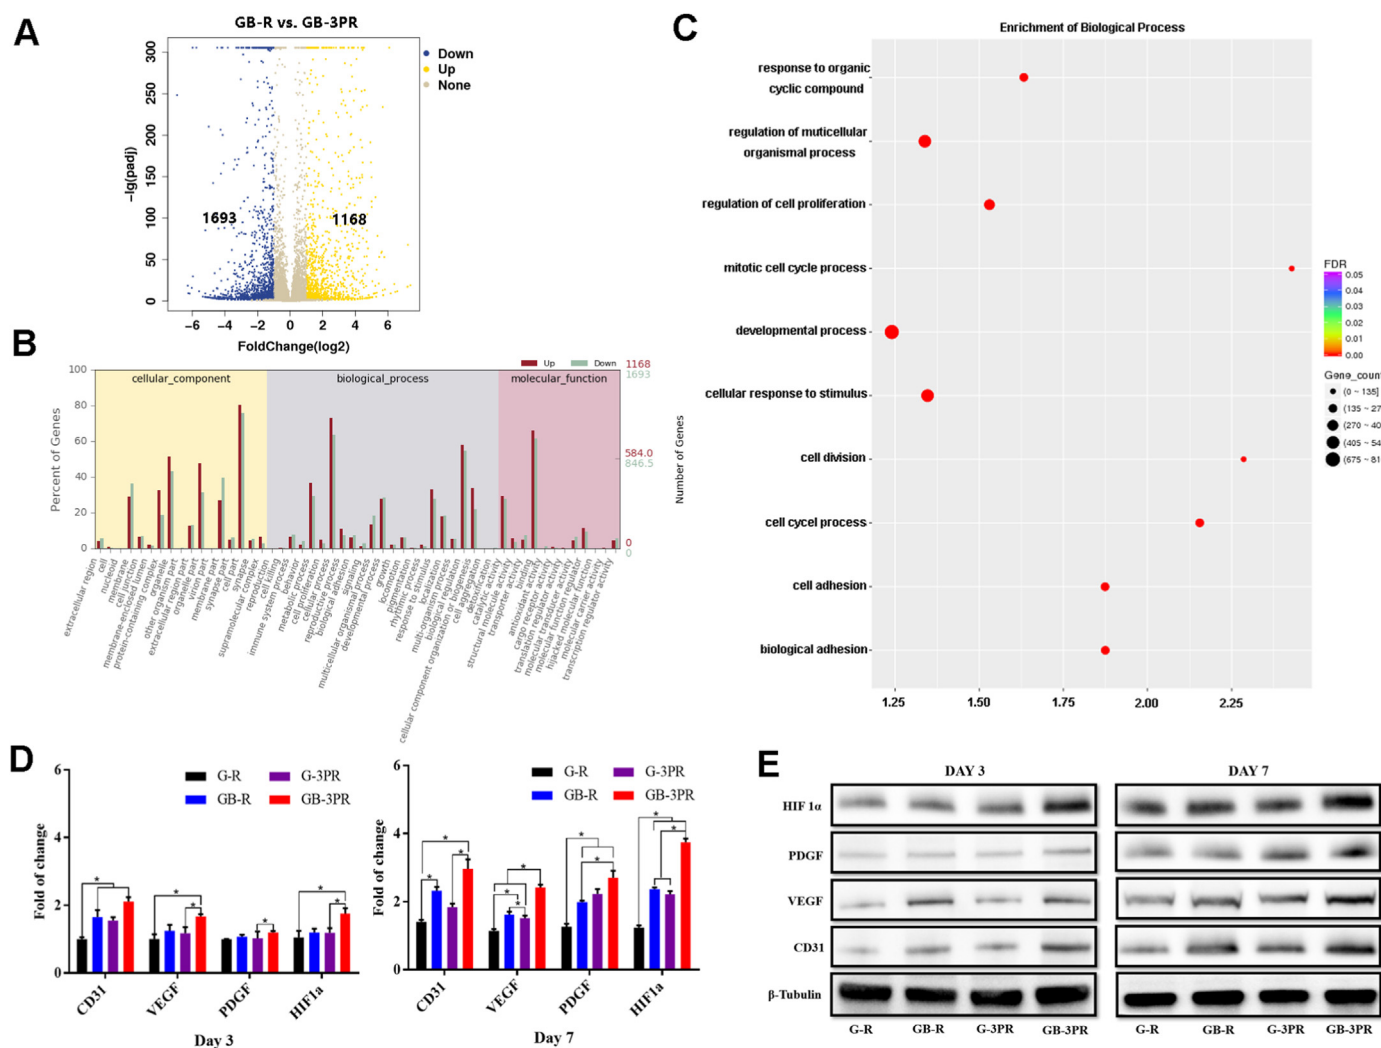 A
GB-R vs. GB-3PR
Down
Up
None
−lg(padj)
300
250
200
150
100
50
0
1693
1168
−6 −4 −2 0 2 4 6
FoldChange(log2)
B
Up Down
cellular_component biological_process molecular_function
Percent of Genes
100
80
60
40
20
0
1168
1693
584.0
846.5
0
0
Number of Genes
extracellular region
cell
nucleoid
membrane
cell junction
membrane-enclosed lumen
protein-containing complex
organelle
other organism part
extracellular region part
organelle part
virion part
membrane part
synapse part
cell part
synapse
supramolecular complex
reproduction
cell killing
immune system process
behavior
metabolic process
cell proliferation
cellular process
reproductive process
biological adhesion
signaling
multicellular organismal process
developmental process
growth
locomotion
pigmentation
rhythmic process
response to stimulus
localization
multi-organism process
biological regulation
cellular component organization or biogenesis
cell aggregation
detoxification
catalytic activity
structural molecule activity
transporter activity
binding
antioxidant activity
cargo receptor activity
translation regulator activity
molecular transducer activity
molecular function regulator
hijacked molecular function
molecular carrier activity
transcription regulator activity
C
Enrichment of Biological Process
response to organic
cyclic compound
regulation of muticellular
organismal process
regulation of cell proliferation
mitotic cell cycle process
developmental process
cellular response to stimulus
cell division
cell cycel process
cell adhesion
biological adhesion
1.25 1.50 1.75 2.00 2.25
FDR
0.05
0.04
0.03
0.02
0.01
0.00
Gene_count
(0 ~ 135]
(135 ~ 27
(270 ~ 40
(405 ~ 54
(675 ~ 81
D
Fold of change
6
4
2
0
G-R G-3PR
GB-R GB-3PR
* * * * * *
CD31 VEGF PDGF HIF1a
Day 3
Fold of change
6
4
2
0
G-R G-3PR
GB-R GB-3PR
* * * * * * * * * *
CD31 VEGF PDGF HIF1a
Day 7
E
DAY 3 DAY 7
HIF 1α
PDGF
VEGF
CD31
β-Tubulin
G-R GB-R G-3PR GB-3PR G-R GB-R G-3PR GB-3PR